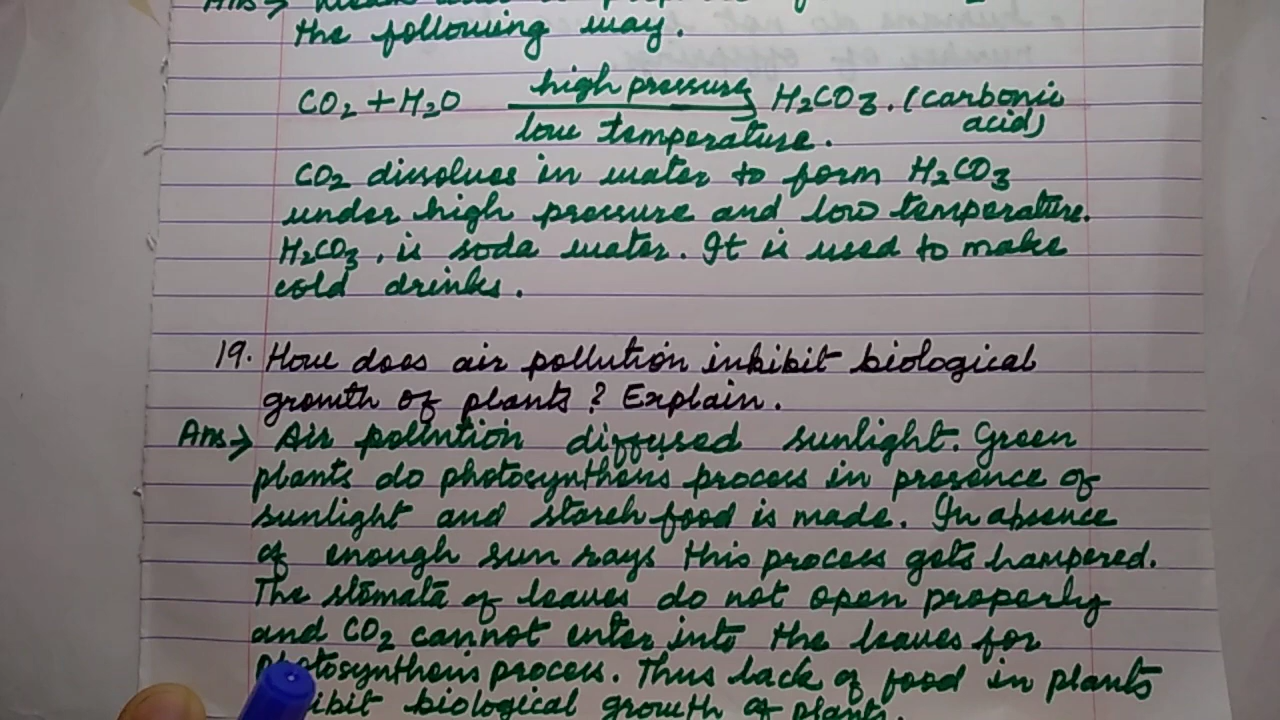 Ans→
the following way.
CO2 + H2O high pressure H2CO3. (carbonic
low temperature. acid)
CO2 dissolves in water to form H2CO3
under high pressure and low temperature.
H2CO3, is soda water. It is used to make
cold drinks.
19. How does air pollution inhibit biological
growth of plants? Explain.
Ans→ Air pollution diffused sunlight. Green
plants do photosynthesis process in presence of
sunlight and starch food is made. In absence
of enough sun rays this process gets hampered.
The stomata of leaves do not open properly
and CO2 cannot enter into the leaves for
photosynthesis process. Thus lack of food in plants
biological growth of plants.